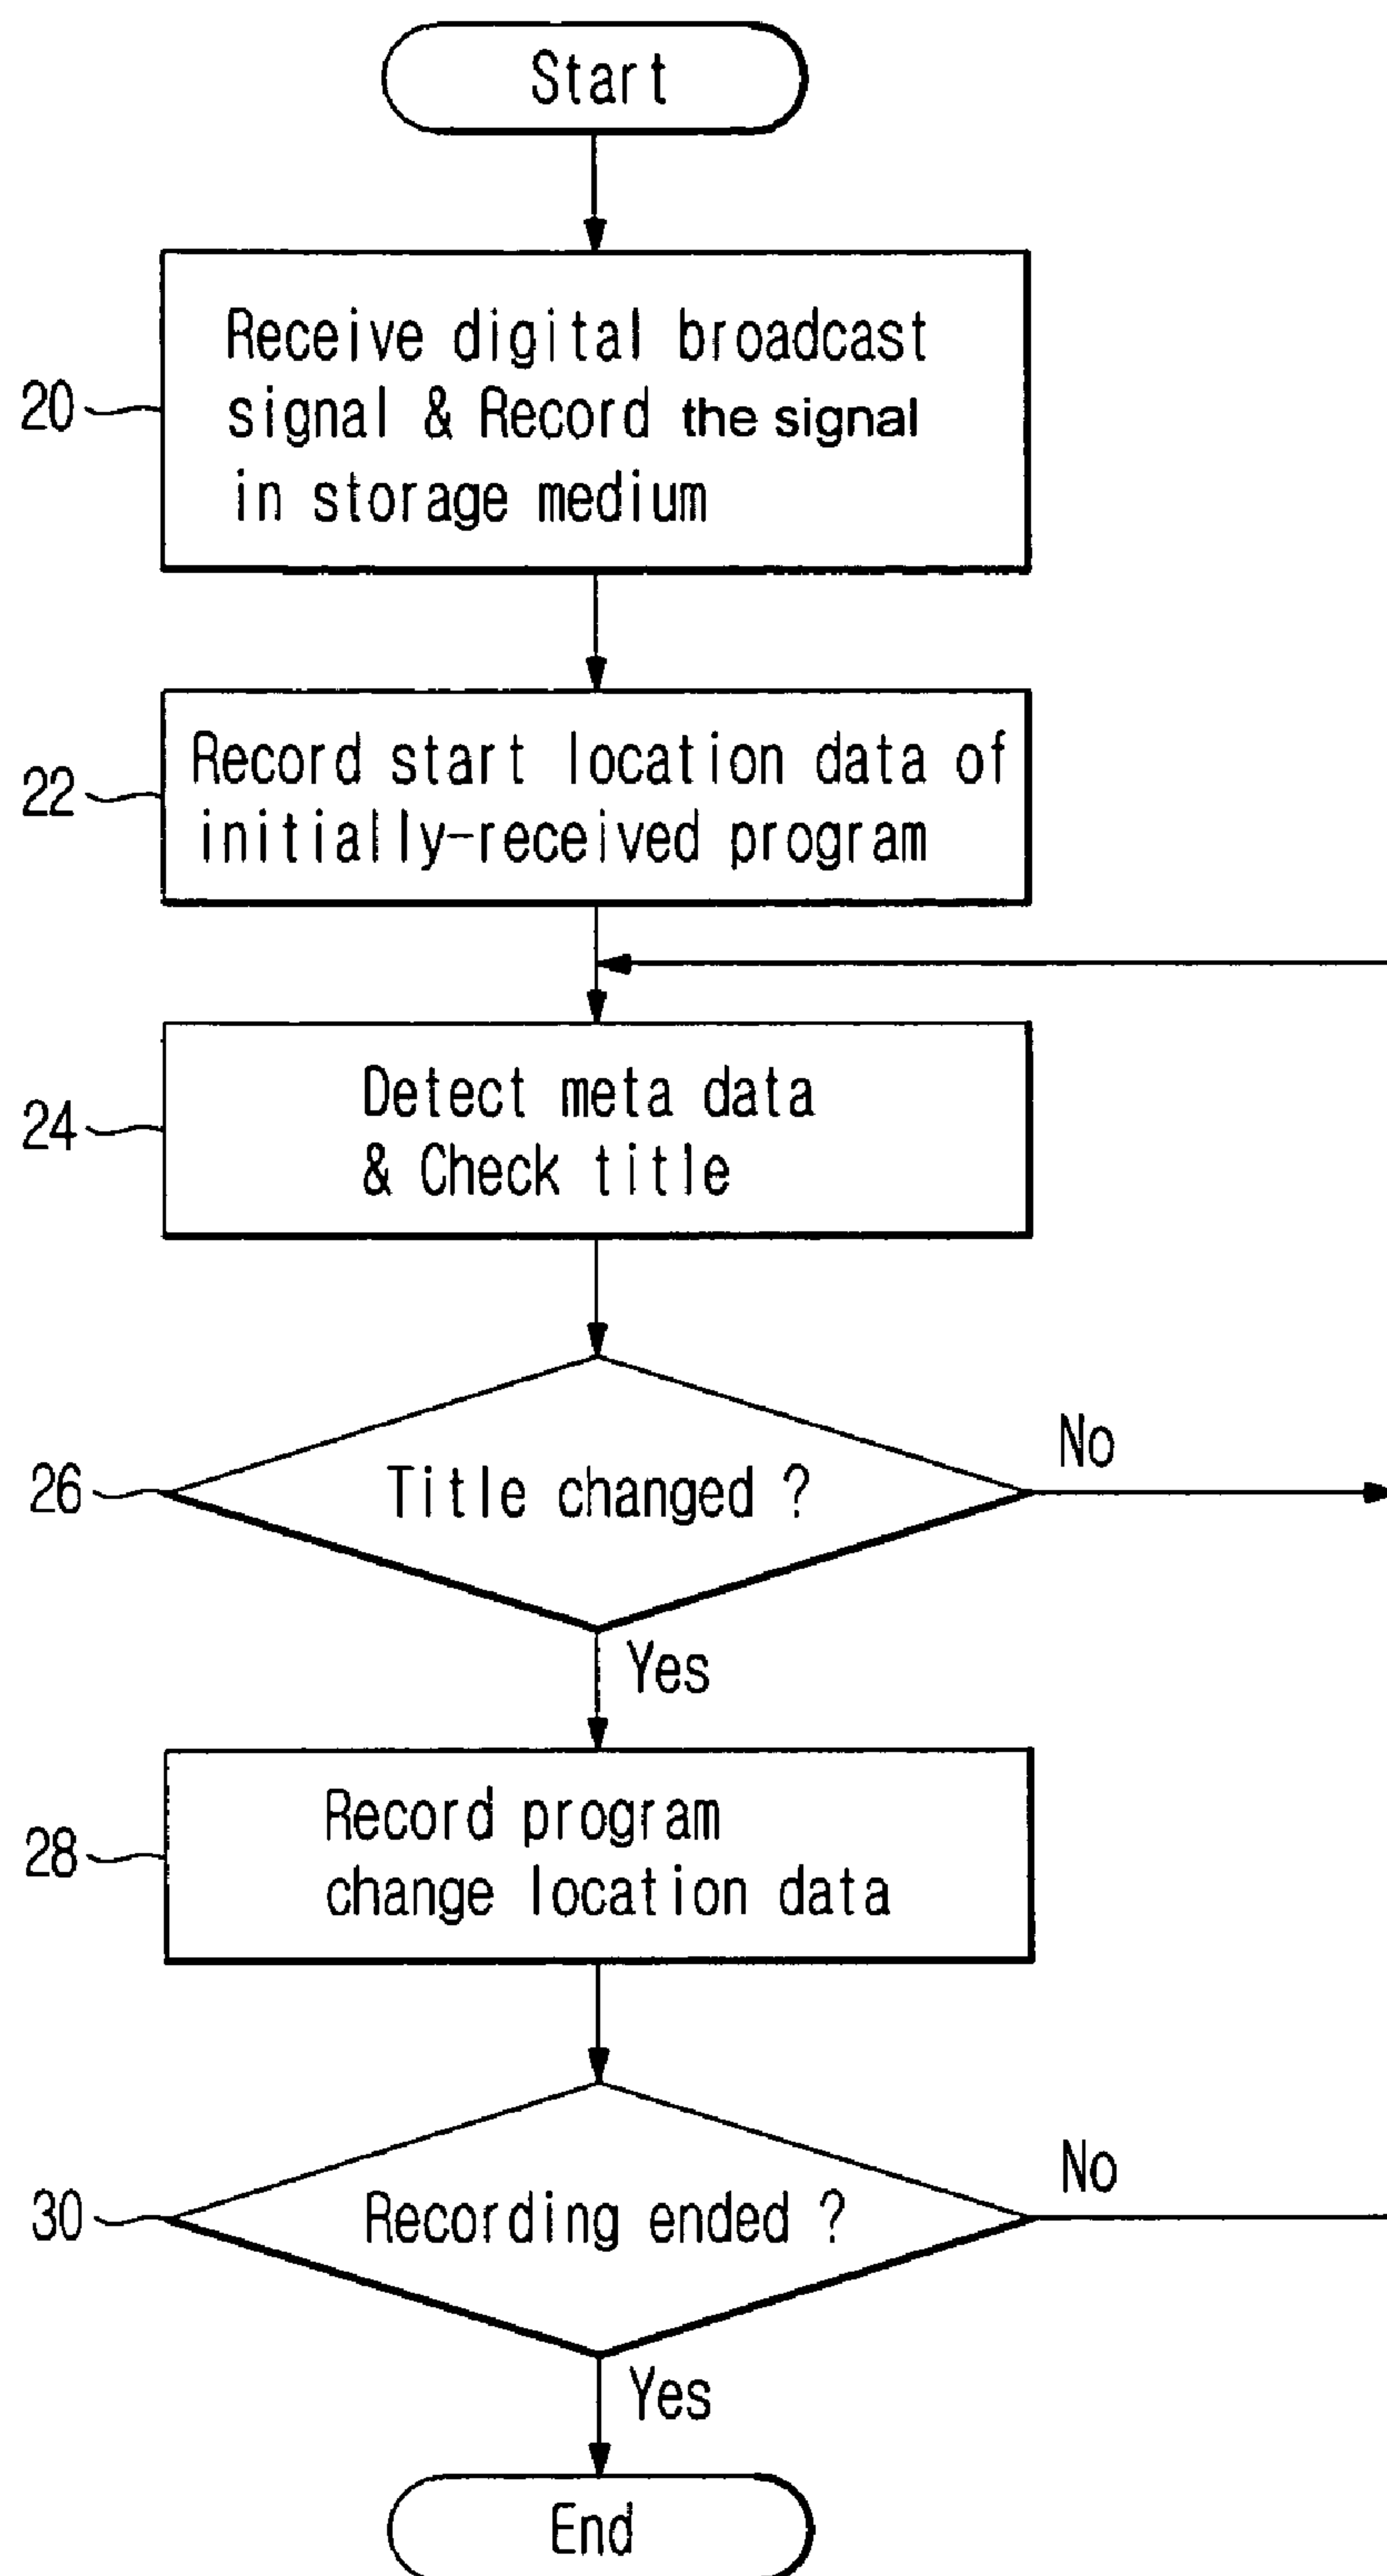 Start
20
Receive digital broadcast
signal & Record the signal
in storage medium
22
Record start location data of
initially-received program
24
Detect meta data
& Check title
26
Title changed ?
No
Yes
28
Record program
change location data
30
Recording ended ?
No
Yes
End